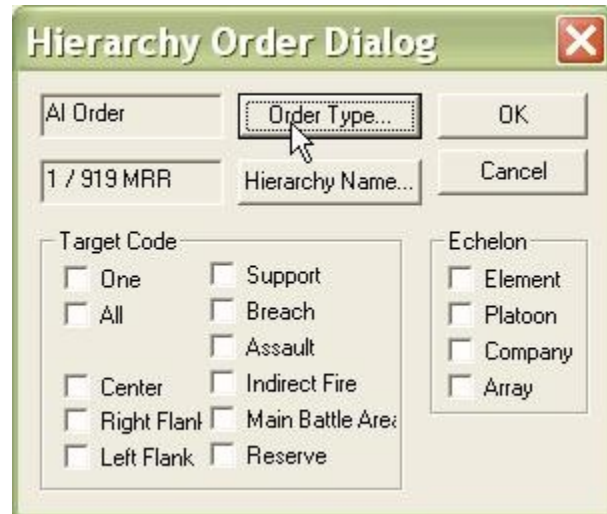 Hierarchy Order Dialog
AI Order
Order Type...
OK
1 / 919 MRR
Hierarchy Name...
Cancel
Target Code
One
Support
All
Breach
Assault
Center
Indirect Fire
Right Flank
Main Battle Area
Left Flank
Reserve
Echelon
Element
Platoon
Company
Array